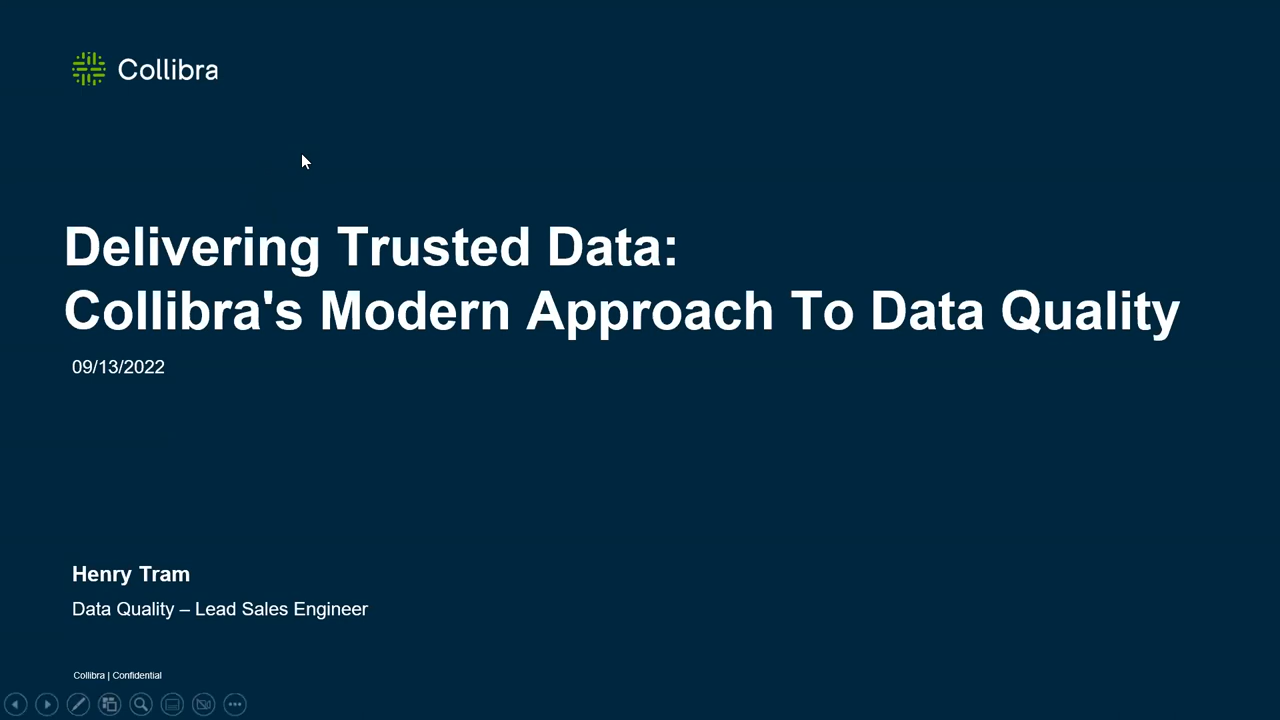 Collibra
Delivering Trusted Data:
Collibra's Modern Approach To Data Quality
09/13/2022
Henry Tram
Data Quality – Lead Sales Engineer
Collibra | Confidential